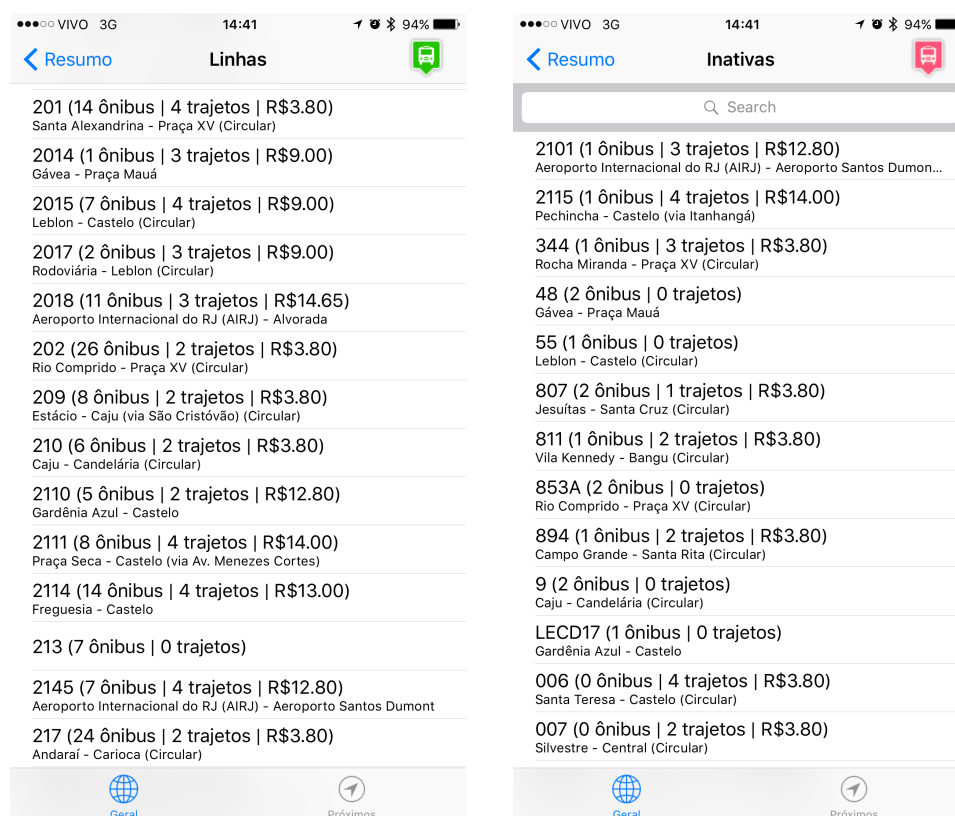 VIVO 3G 14:41 94%
Resumo Linhas
201 (14 ônibus | 4 trajetos | R$3.80)
Santa Alexandrina - Praça XV (Circular)
2014 (1 ônibus | 3 trajetos | R$9.00)
Gávea - Praça Mauá
2015 (7 ônibus | 4 trajetos | R$9.00)
Leblon - Castelo (Circular)
2017 (2 ônibus | 3 trajetos | R$9.00)
Rodoviária - Leblon (Circular)
2018 (11 ônibus | 3 trajetos | R$14.65)
Aeroporto Internacional do RJ (AIRJ) - Alvorada
202 (26 ônibus | 2 trajetos | R$3.80)
Rio Comprido - Praça XV (Circular)
209 (8 ônibus | 2 trajetos | R$3.80)
Estácio - Caju (via São Cristóvão) (Circular)
210 (6 ônibus | 2 trajetos | R$3.80)
Caju - Candelária (Circular)
2110 (5 ônibus | 2 trajetos | R$12.80)
Gardênia Azul - Castelo
2111 (8 ônibus | 4 trajetos | R$14.00)
Praça Seca - Castelo (via Av. Menezes Cortes)
2114 (14 ônibus | 4 trajetos | R$13.00)
Freguesia - Castelo
213 (7 ônibus | 0 trajetos)
2145 (7 ônibus | 4 trajetos | R$12.80)
Aeroporto Internacional do RJ (AIRJ) - Aeroporto Santos Dumont
217 (24 ônibus | 2 trajetos | R$3.80)
Andaraí - Carioca (Circular)
Geral Próximos
VIVO 3G 14:41 94%
Resumo Inativas
Search
2101 (1 ônibus | 3 trajetos | R$12.80)
Aeroporto Internacional do RJ (AIRJ) - Aeroporto Santos Dumon...
2115 (1 ônibus | 4 trajetos | R$14.00)
Pechincha - Castelo (via Itanhangá)
344 (1 ônibus | 3 trajetos | R$3.80)
Rocha Miranda - Praça XV (Circular)
48 (2 ônibus | 0 trajetos)
Gávea - Praça Mauá
55 (1 ônibus | 0 trajetos)
Leblon - Castelo (Circular)
807 (2 ônibus | 1 trajetos | R$3.80)
Jesuítas - Santa Cruz (Circular)
811 (1 ônibus | 2 trajetos | R$3.80)
Vila Kennedy - Bangu (Circular)
853A (2 ônibus | 0 trajetos)
Rio Comprido - Praça XV (Circular)
894 (1 ônibus | 2 trajetos | R$3.80)
Campo Grande - Santa Rita (Circular)
9 (2 ônibus | 0 trajetos)
Caju - Candelária (Circular)
LECD17 (1 ônibus | 0 trajetos)
Gardênia Azul - Castelo
006 (0 ônibus | 4 trajetos | R$3.80)
Santa Teresa - Castelo (Circular)
007 (0 ônibus | 2 trajetos | R$3.80)
Silvestre - Central (Circular)
Geral Próximos